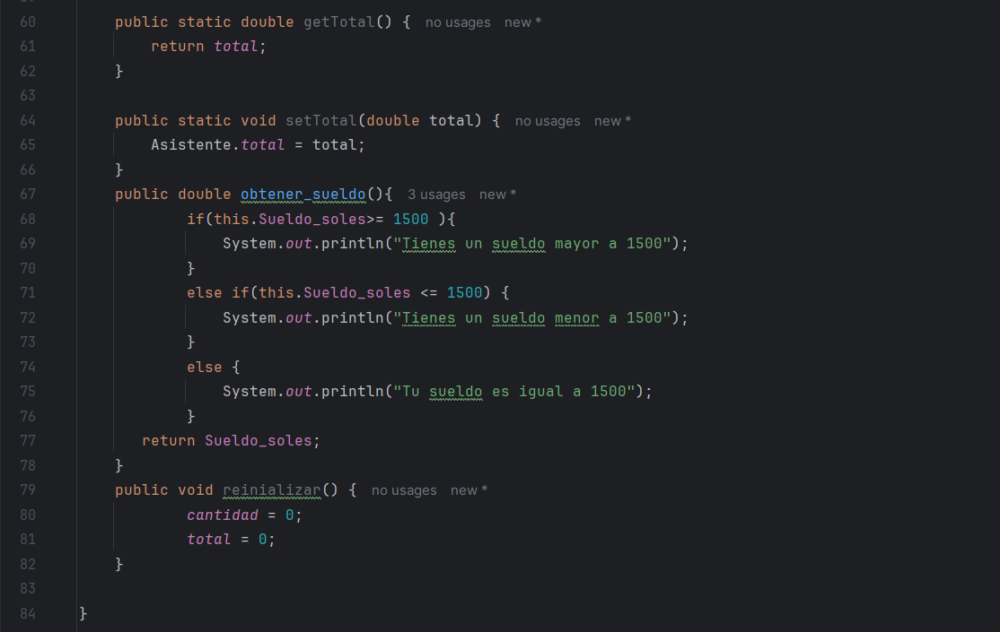 60 public static double getTotal() { no usages new *
61 return total;
62 }
63
64 public static void setTotal(double total) { no usages new *
65 Asistente.total = total;
66 }
67 public double obtener_sueldo(){ 3 usages new *
68 if(this.Sueldo_soles>= 1500 ){
69 System.out.println("Tienes un sueldo mayor a 1500");
70 }
71 else if(this.Sueldo_soles <= 1500) {
72 System.out.println("Tienes un sueldo menor a 1500");
73 }
74 else {
75 System.out.println("Tu sueldo es igual a 1500");
76 }
77 return Sueldo_soles;
78 }
79 public void reinializar() { no usages new *
80 cantidad = 0;
81 total = 0;
82 }
83
84 }